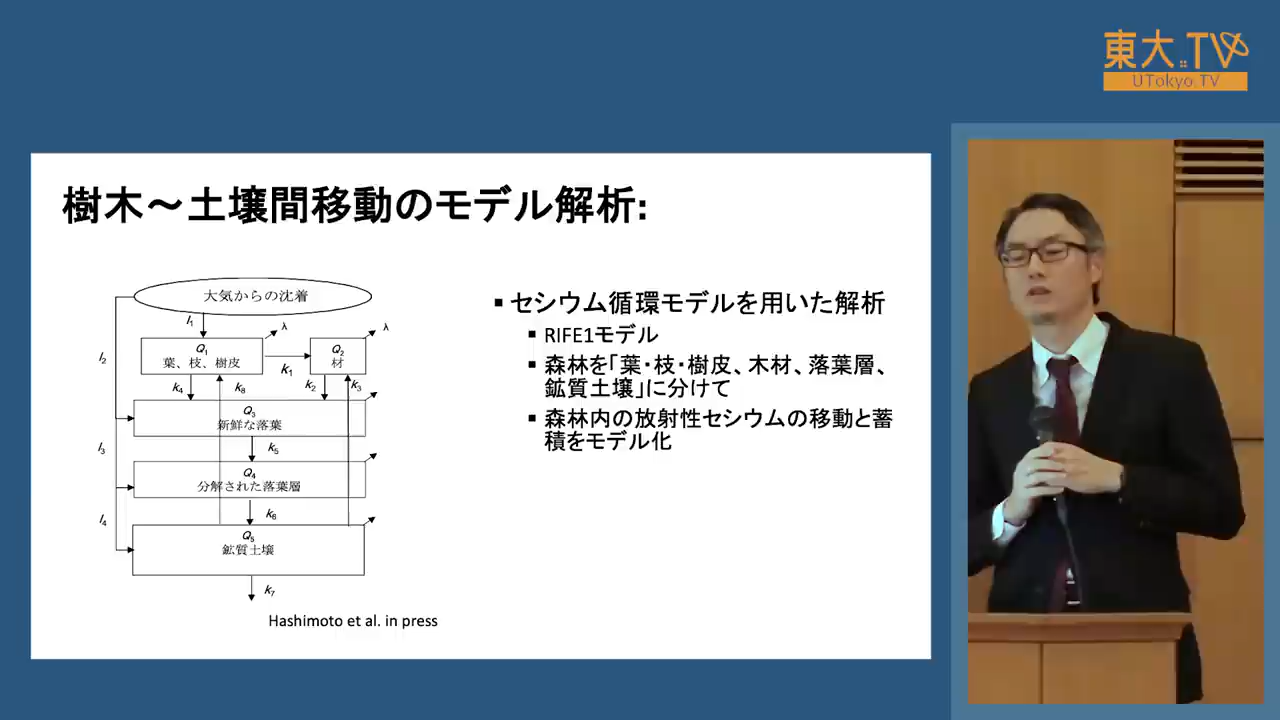 東大TV
UTokyo TV
樹木～土壌間移動のモデル解析:
大気からの沈着
I1
λ
λ
I2
Q1
葉、枝、樹皮
k1
Q2
材
k4
k8
k2
k3
Q3
新鮮な落葉
I3
k5
Q4
分解された落葉層
I4
k6
Q5
鉱質土壌
k7
Hashimoto et al. in press
▪ セシウム循環モデルを用いた解析
▪ RIFE1モデル
▪ 森林を「葉・枝・樹皮、木材、落葉層、
鉱質土壌」に分けて
▪ 森林内の放射性セシウムの移動と蓄
積をモデル化